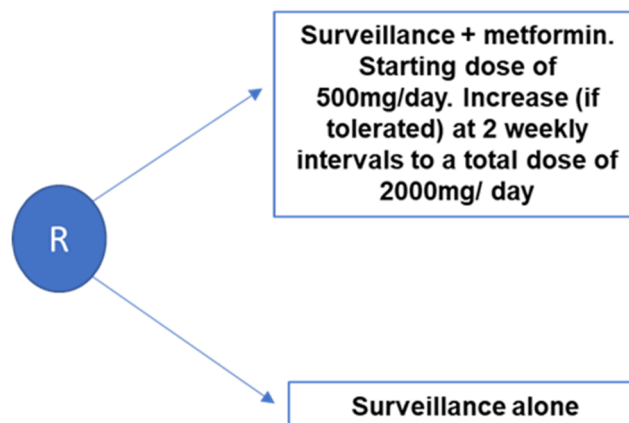 Surveillance + metformin.
Starting dose of
500mg/day. Increase (if
tolerated) at 2 weekly
intervals to a total dose of
2000mg/ day
R
Surveillance alone